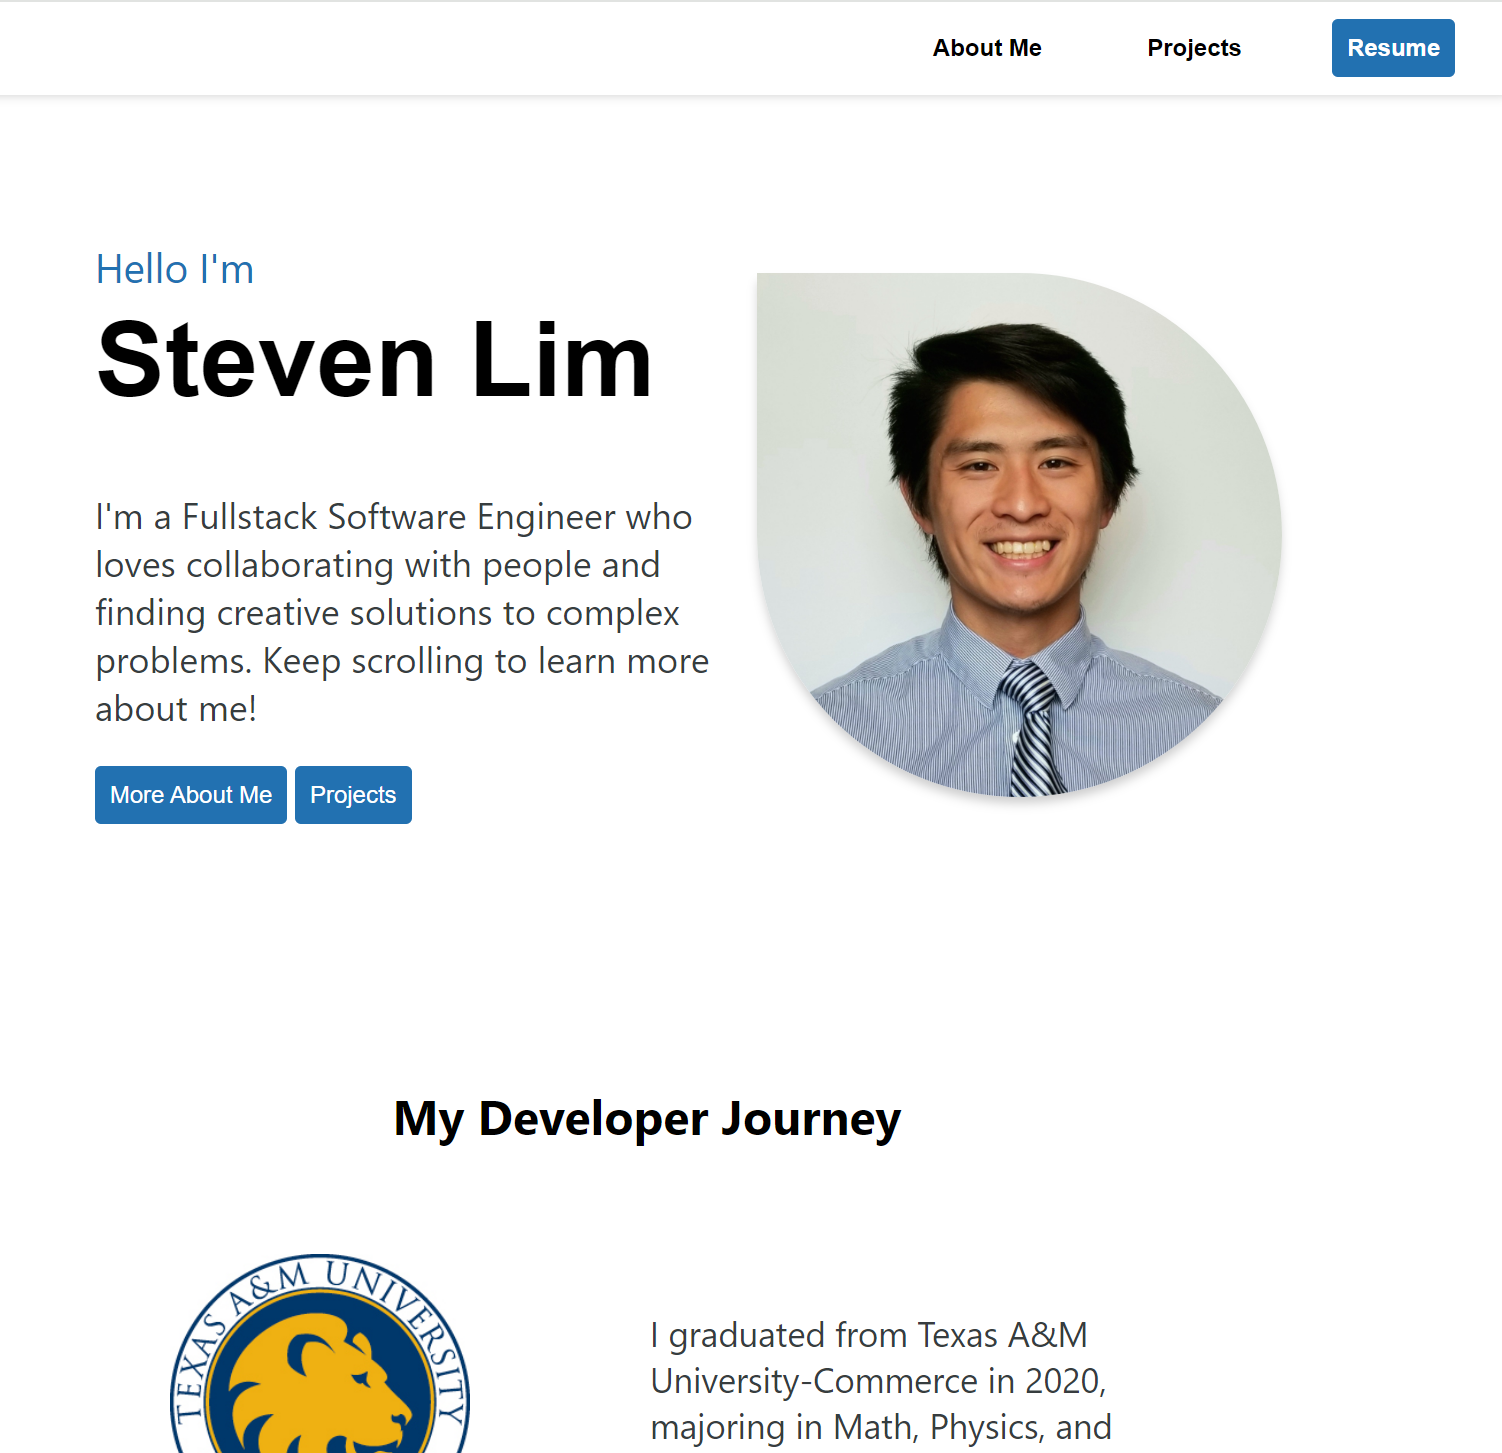 About Me
Projects
Resume
Hello I'm
Steven Lim
I'm a Fullstack Software Engineer who
loves collaborating with people and
finding creative solutions to complex
problems. Keep scrolling to learn more
about me!
More About Me
Projects
My Developer Journey
TEXAS A&M UNIVERSITY
I graduated from Texas A&M
University-Commerce in 2020,
majoring in Math, Physics, and